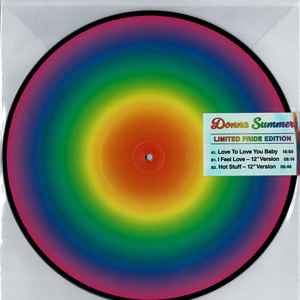 Donna Summer
LIMITED PRIDE EDITION
A1. Love To Love You Baby 16:50
B1. I Feel Love – 12" Version 08:14
B2. Hot Stuff – 12" Version 06:46